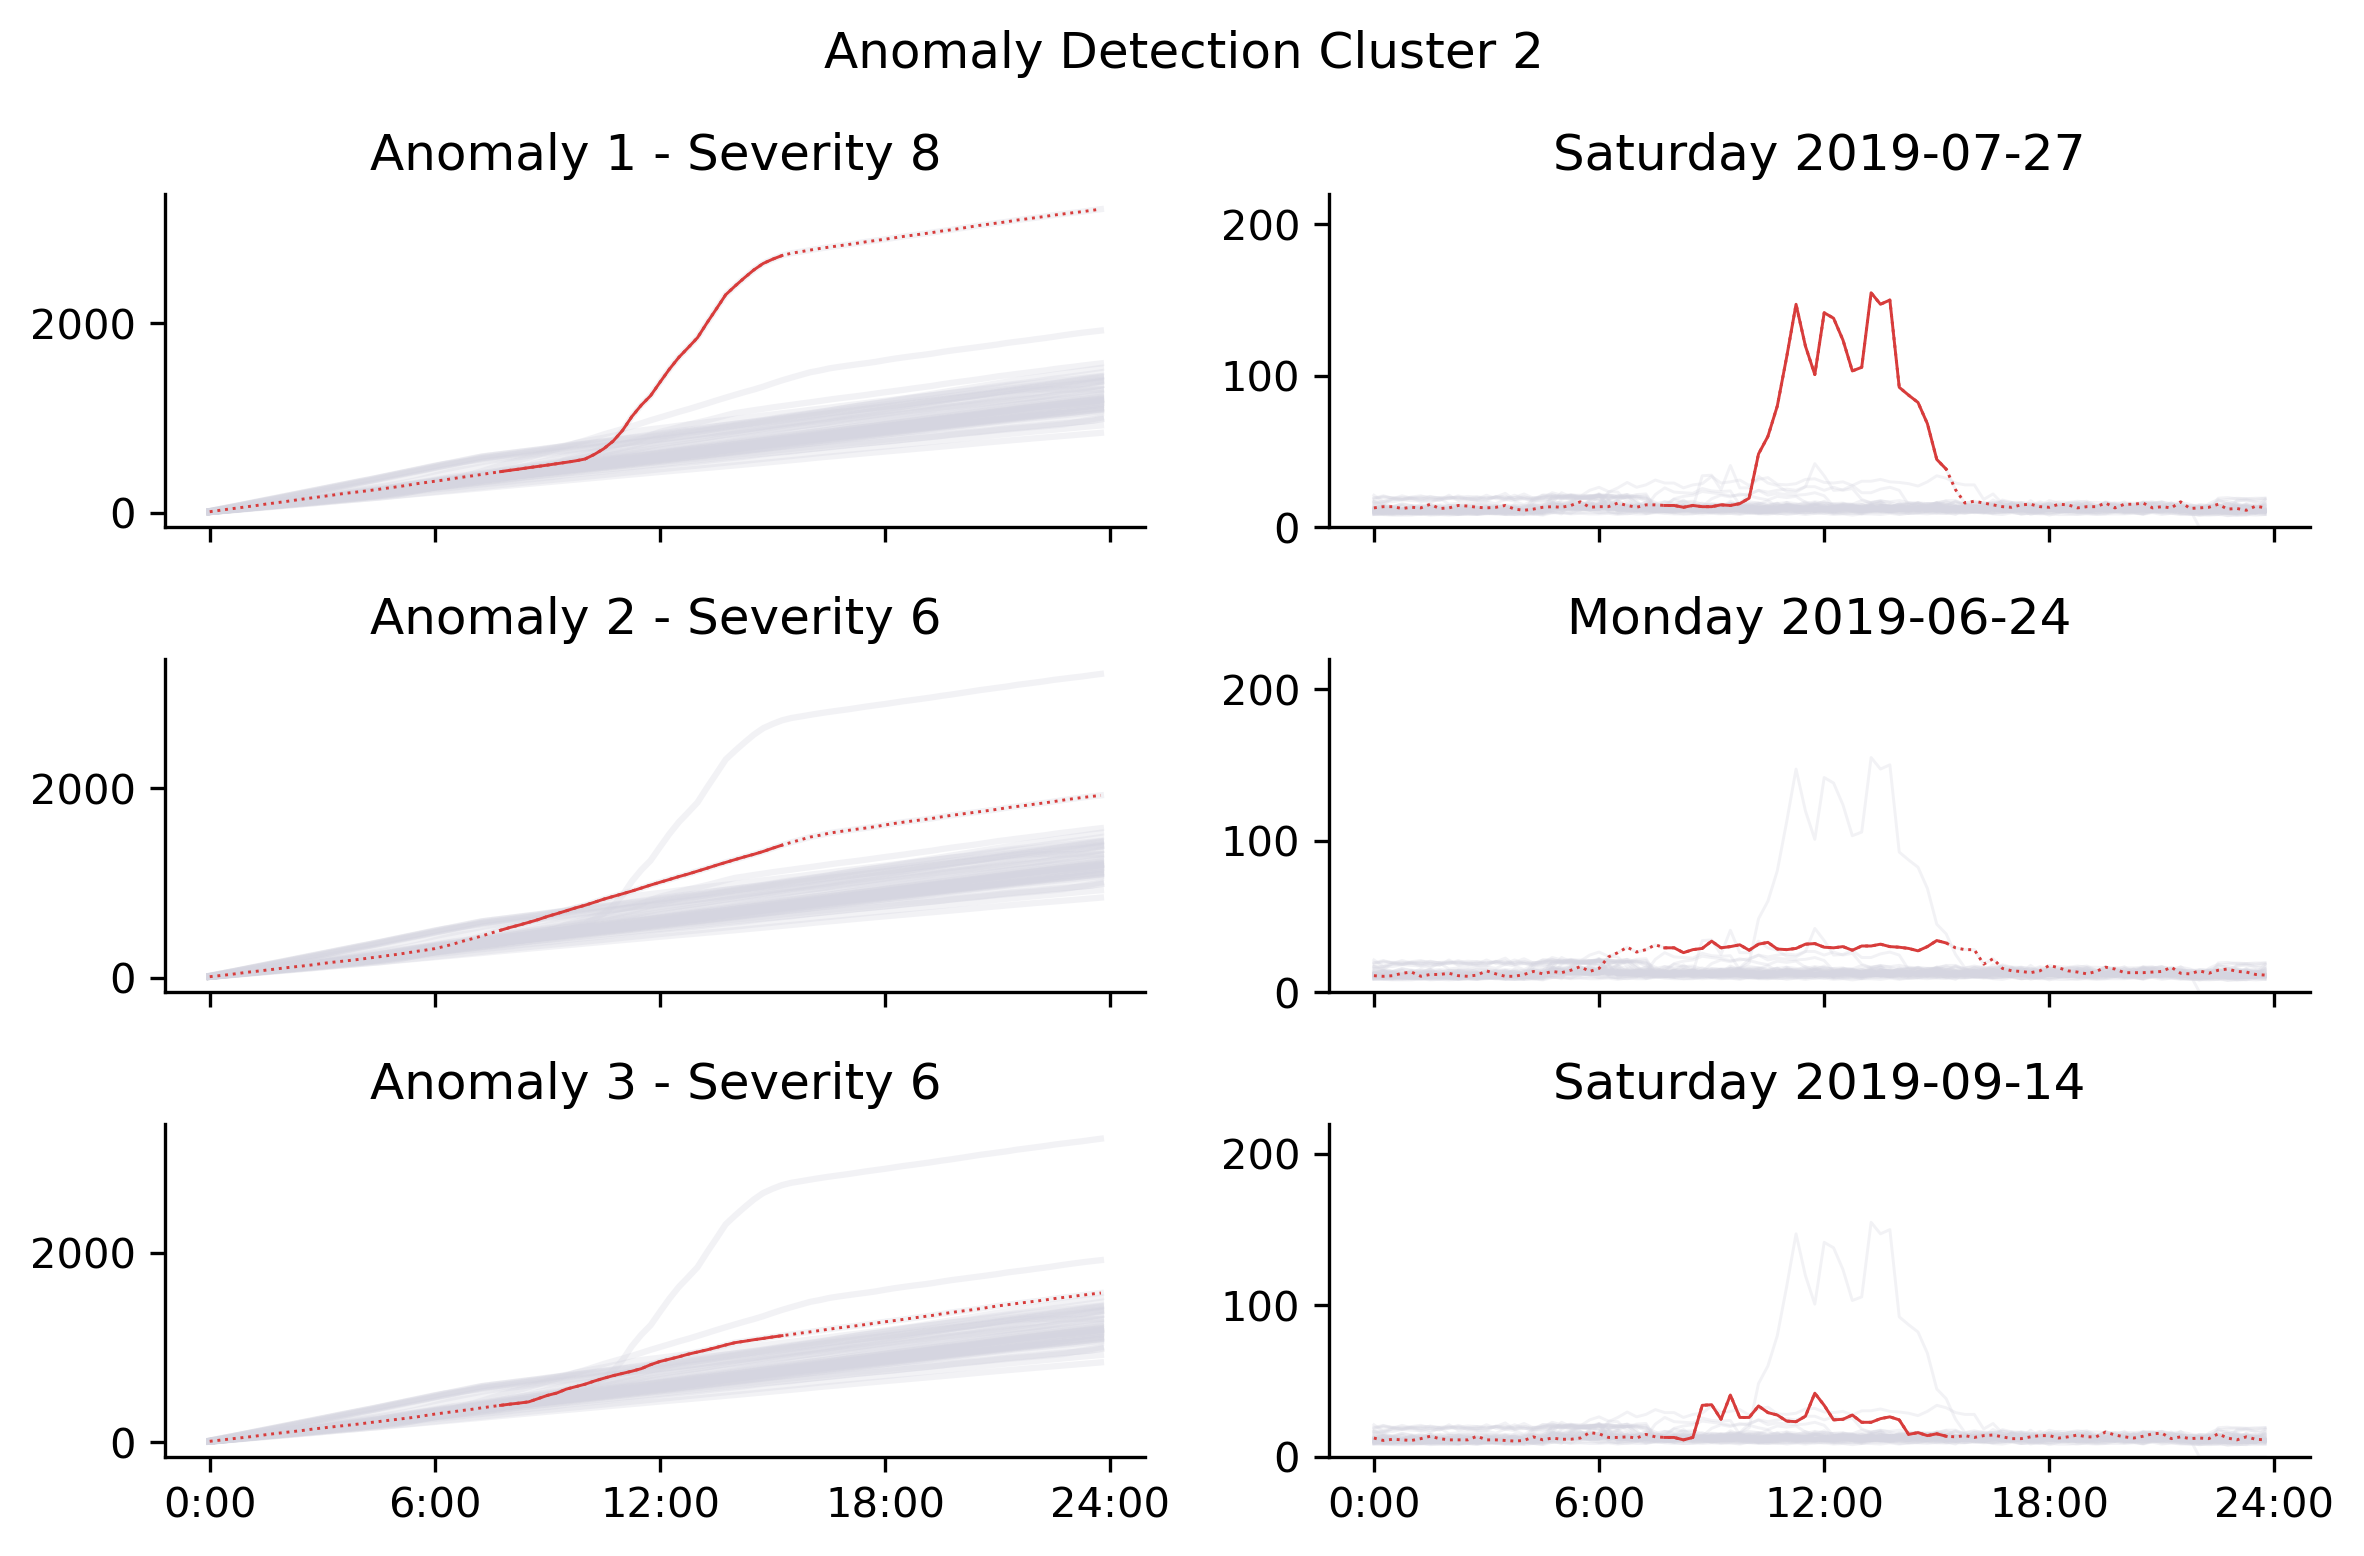 Anomaly Detection Cluster 2
Anomaly 1 - Severity 8
Saturday 2019-07-27
2000
0
200
100
0
Anomaly 2 - Severity 6
Monday 2019-06-24
2000
0
200
100
0
Anomaly 3 - Severity 6
Saturday 2019-09-14
2000
0
200
100
0
0:00 6:00 12:00 18:00 24:00
0:00 6:00 12:00 18:00 24:00